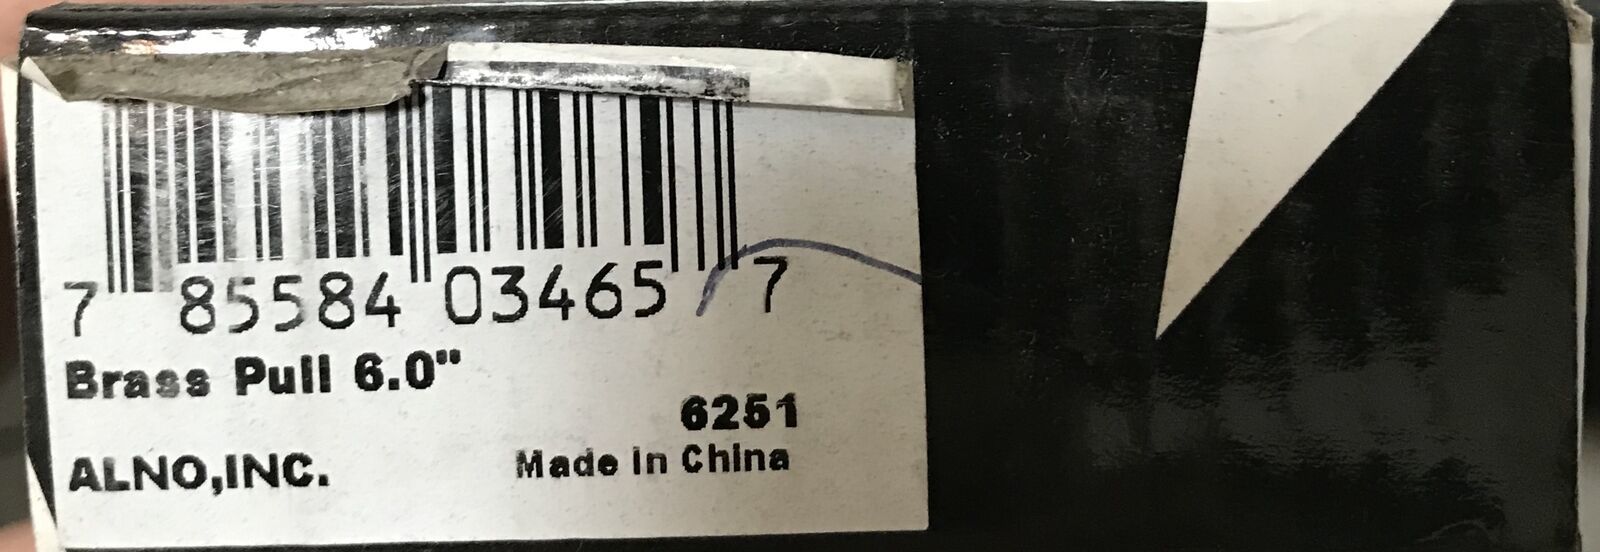 7 85584 03465 7
Brass Pull 6.0"
6251
ALNO,INC.
Made in China